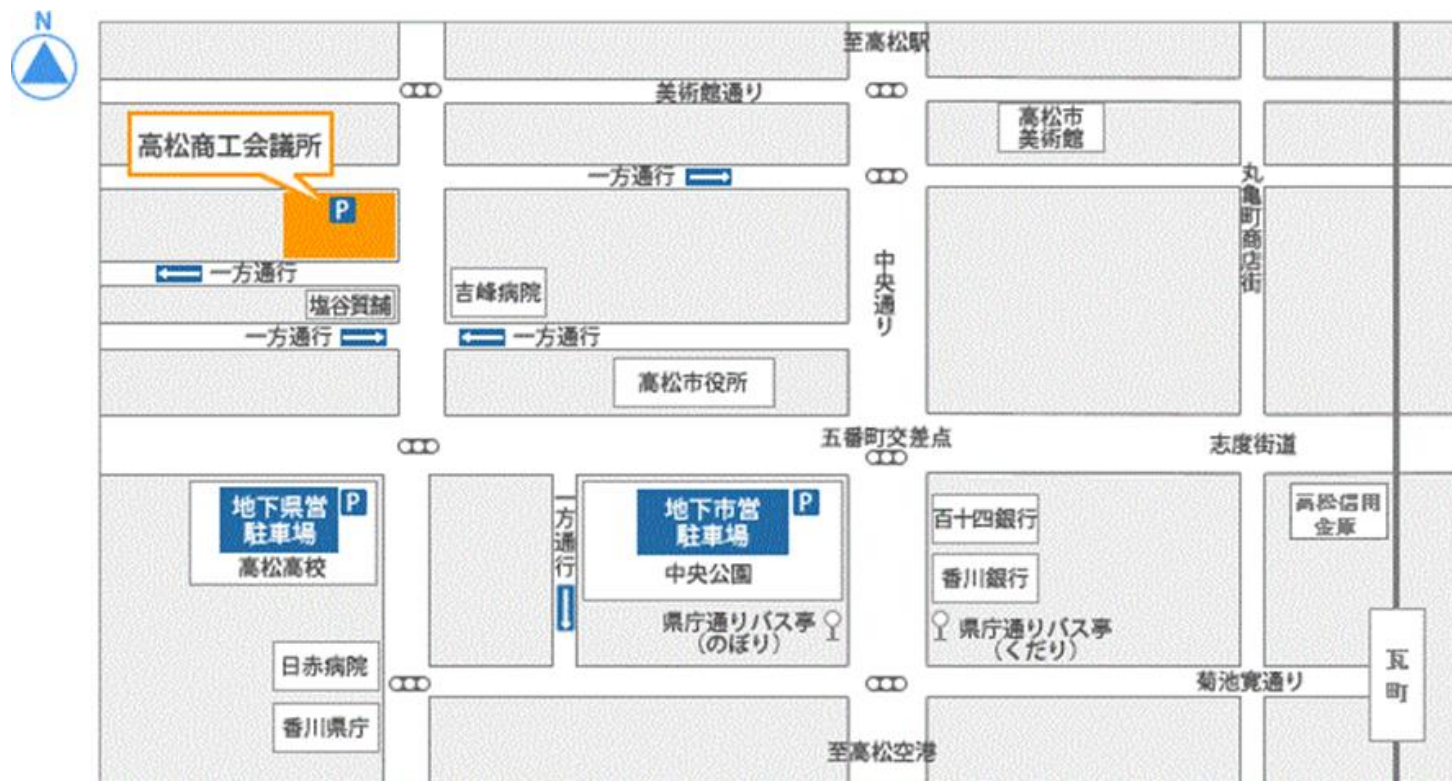 N
至高松駅
美術館通り
高松市
美術館
高松商工会議所
P
一方通行
丸亀町商店街
中央通り
一方通行
吉峰病院
塩谷質舗
一方通行
一方通行
高松市役所
五番町交差点
志度街道
地下県営
駐車場
P
高松高校
一方通行
地下市営
駐車場
P
中央公園
百十四銀行
高松信用
金庫
香川銀行
県庁通りバス亭
(のぼり)
県庁通りバス亭
(くだり)
日赤病院
瓦町
菊池寛通り
香川県庁
至高松空港